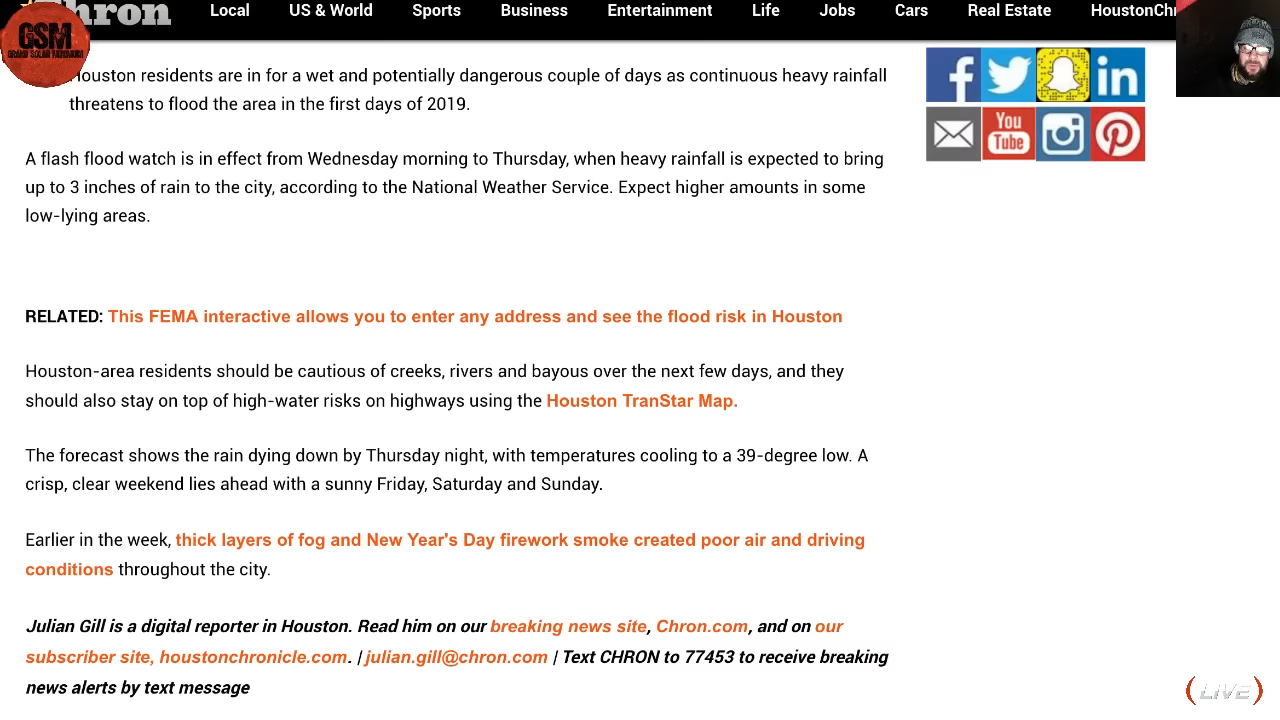 Chron
Local US & World Sports Business Entertainment Life Jobs Cars Real Estate HoustonChr
GSM
GRAND SOLAR MINIMUM
Houston residents are in for a wet and potentially dangerous couple of days as continuous heavy rainfall
threatens to flood the area in the first days of 2019.
A flash flood watch is in effect from Wednesday morning to Thursday, when heavy rainfall is expected to bring
up to 3 inches of rain to the city, according to the National Weather Service. Expect higher amounts in some
low-lying areas.
RELATED: This FEMA interactive allows you to enter any address and see the flood risk in Houston
Houston-area residents should be cautious of creeks, rivers and bayous over the next few days, and they
should also stay on top of high-water risks on highways using the Houston TranStar Map.
The forecast shows the rain dying down by Thursday night, with temperatures cooling to a 39-degree low. A
crisp, clear weekend lies ahead with a sunny Friday, Saturday and Sunday.
Earlier in the week, thick layers of fog and New Year's Day firework smoke created poor air and driving
conditions throughout the city.
Julian Gill is a digital reporter in Houston. Read him on our breaking news site, Chron.com, and on our
subscriber site, houstonchronicle.com. | julian.gill@chron.com | Text CHRON to 77453 to receive breaking
news alerts by text message
f in
You
Tube
(LIVE)